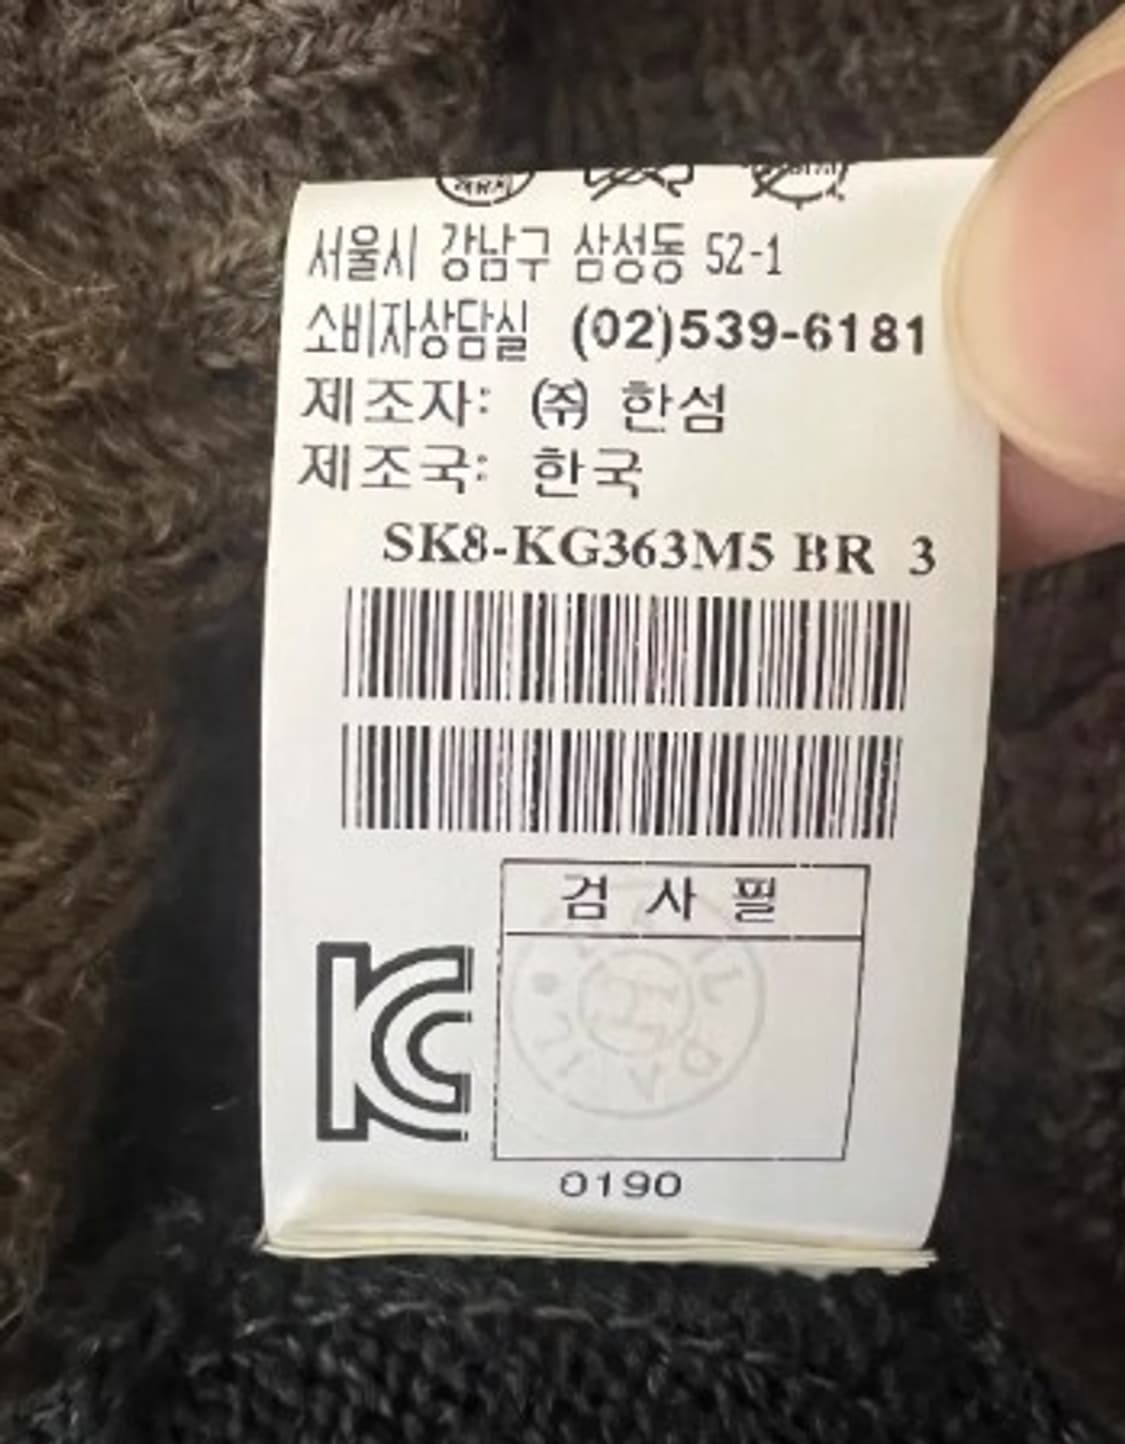 서울시 강남구 삼성동 52-1
소비자상담실 (02)539-6181
제조자: ㈜ 한섬
제조국: 한국
SK8-KG363M5 BR 3
검 사 필
KC
0190